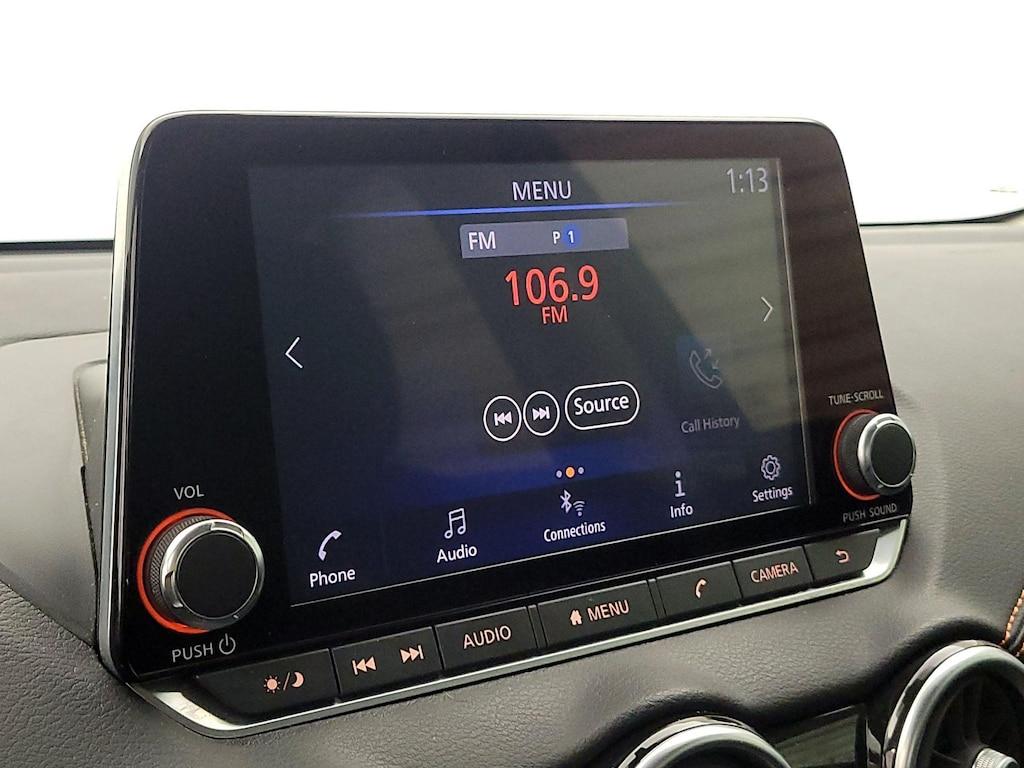 MENU
1:13
FM P 1
106.9
FM
Source
Call History
Phone
Audio
Connections
Info
Settings
VOL
PUSH
TUNE·SCROLL
PUSH SOUND
AUDIO
MENU
CAMERA